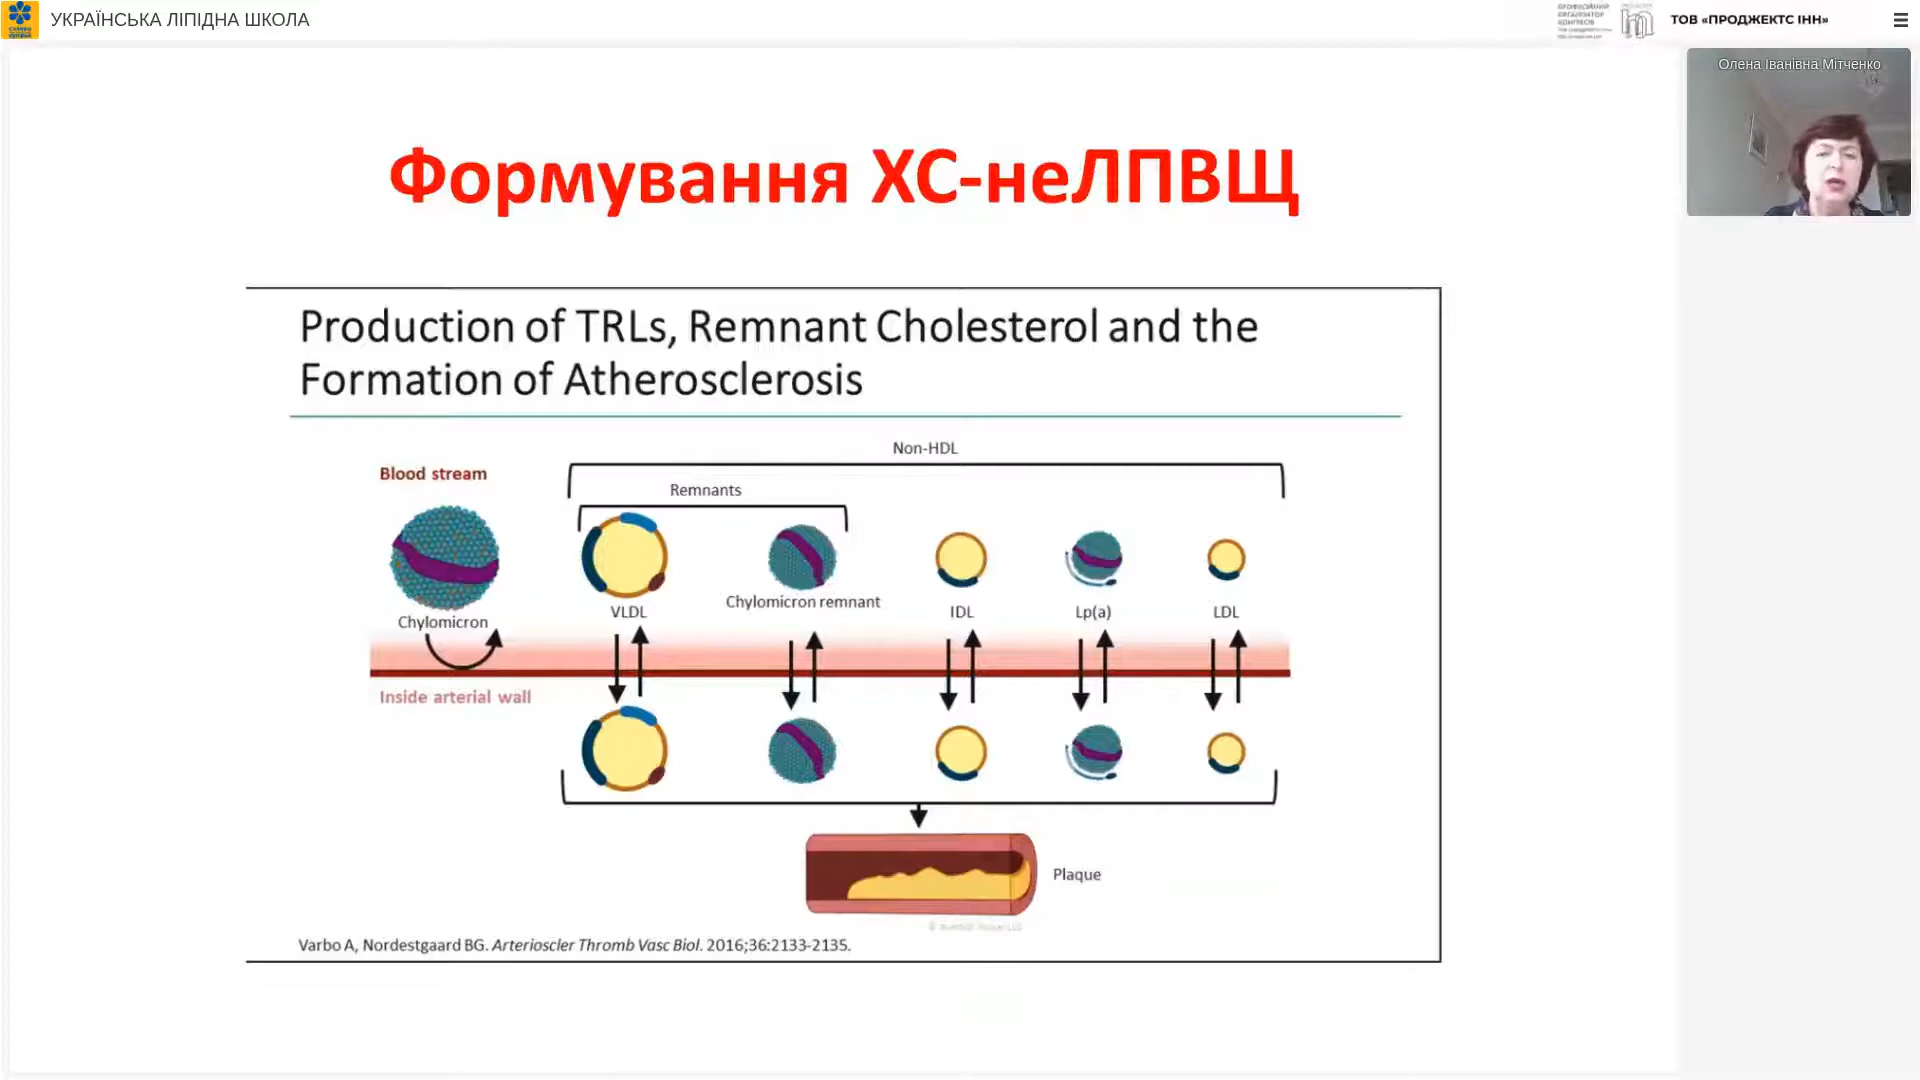 УКРАЇНСЬКА ЛІПІДНА ШКОЛА
ТОВ «ПРОДЖЕКТС ІНН»
Олена Іванівна Мітченко
Формування ХС-неЛПВЩ
Production of TRLs, Remnant Cholesterol and the
Formation of Atherosclerosis
Non-HDL
Blood stream
Remnants
Chylomicron
VLDL
Chylomicron remnant
IDL
Lp(a)
LDL
Inside arterial wall
Plaque
Varbo A, Nordestgaard BG. Arterioscler Thromb Vasc Biol. 2016;36:2133-2135.